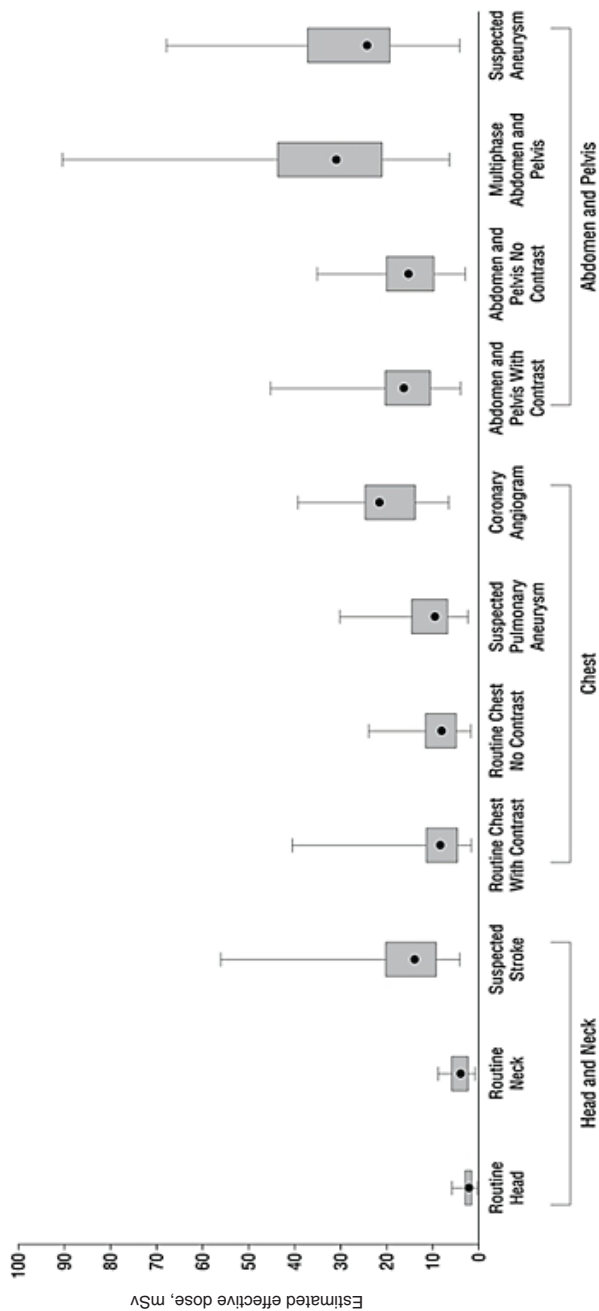 Estimated effective dose, mSv
100
90
80
70
60
50
40
30
20
10
0
Routine
Head
Routine
Neck
Suspected
Stroke
Routine Chest
With Contrast
Routine Chest
No Contrast
Suspected
Pulmonary
Aneurysm
Coronary
Angiogram
Abdomen and
Pelvis With
Contrast
Abdomen and
Pelvis No
Contrast
Multiphase
Abdomen and
Pelvis
Suspected
Aneurysm
Head and Neck
Chest
Abdomen and Pelvis